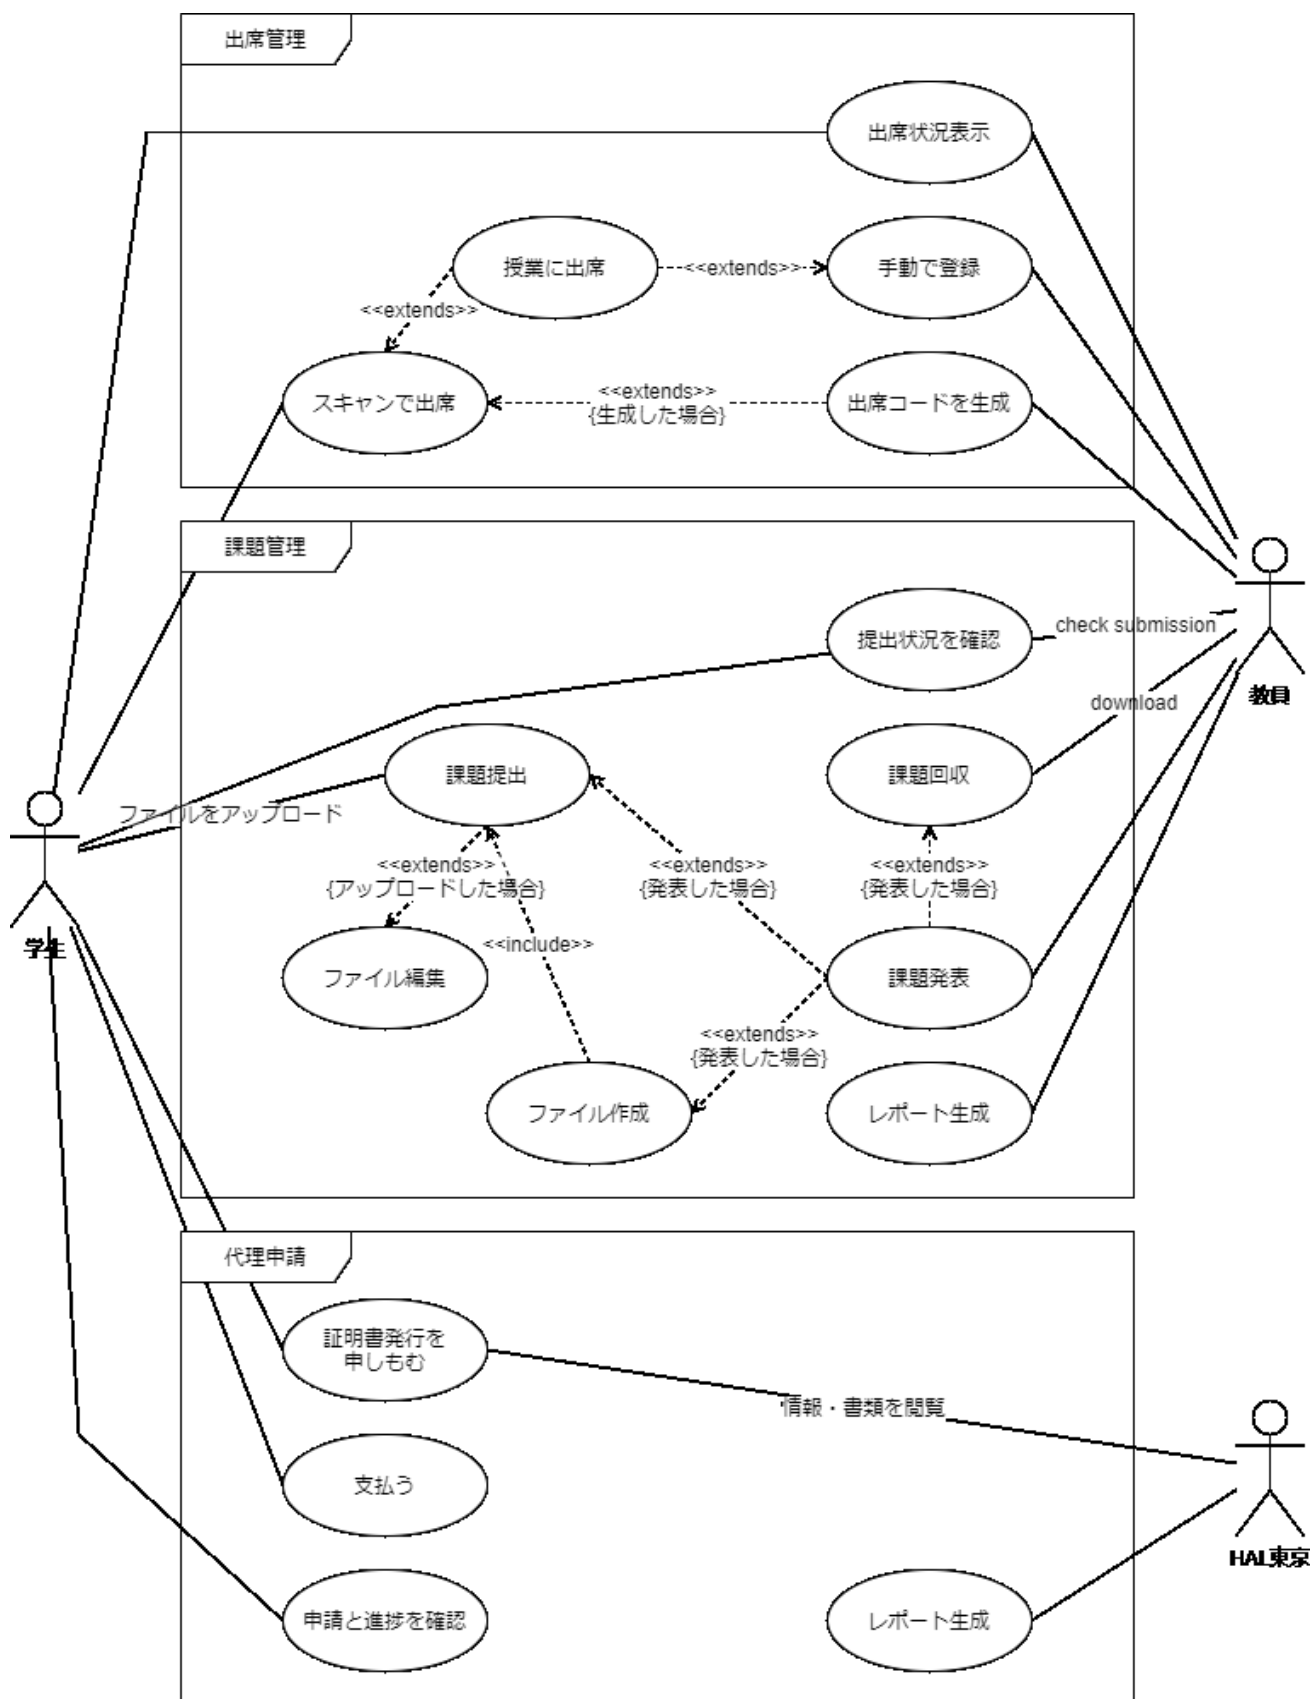 出席管理
出席状況表示
授業に出席
<<extends>>
手動で登録
<<extends>>
スキャンで出席
<<extends>>
{生成した場合}
出席コードを生成
課題管理
提出状況を確認
check submission
教員
download
課題提出
課題回収
ファイルをアップロード
<<extends>>
{アップロードした場合}
<<extends>>
{発表した場合}
<<extends>>
{発表した場合}
学生
<<include>>
ファイル編集
課題発表
<<extends>>
{発表した場合}
ファイル作成
レポート生成
代理申請
証明書発行を
申しもむ
情報・書類を閲覧
支払う
HAL東京
申請と進捗を確認
レポート生成